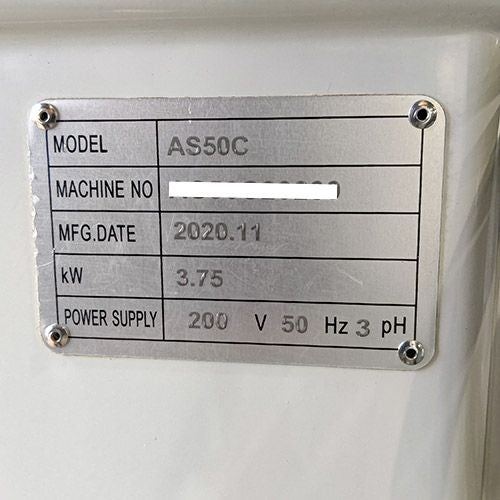 MODEL AS50C
MACHINE NO
MFG.DATE 2020.11
kW 3.75
POWER SUPPLY 200 V 50 Hz 3 pH